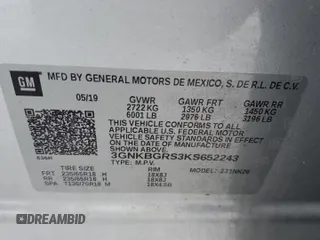 GM
MFD BY GENERAL MOTORS DE MEXICO, S. DE R.L. DE C.V.
05/19 GVWR GAWR FRT GAWR RR
2722 KG 1350 KG 1450 KG
6001 LB 2976 LB 3196 LB
THIS VEHICLE CONFORMS TO ALL APPLICABLE
U.S. FEDERAL MOTOR VEHICLE SAFETY
STANDARDS IN EFFECT ON THE DATE OF
MANUFACTURE SHOWN ABOVE.
3GNKBGRS3KS652243
TYPE: M.P.V. MODEL:
TIRE SIZE RIM
FRT 235/65R18 H 18X8J
RR 235/65R18 H 18X8J
SPA T135/70R18 M 18X4.5B